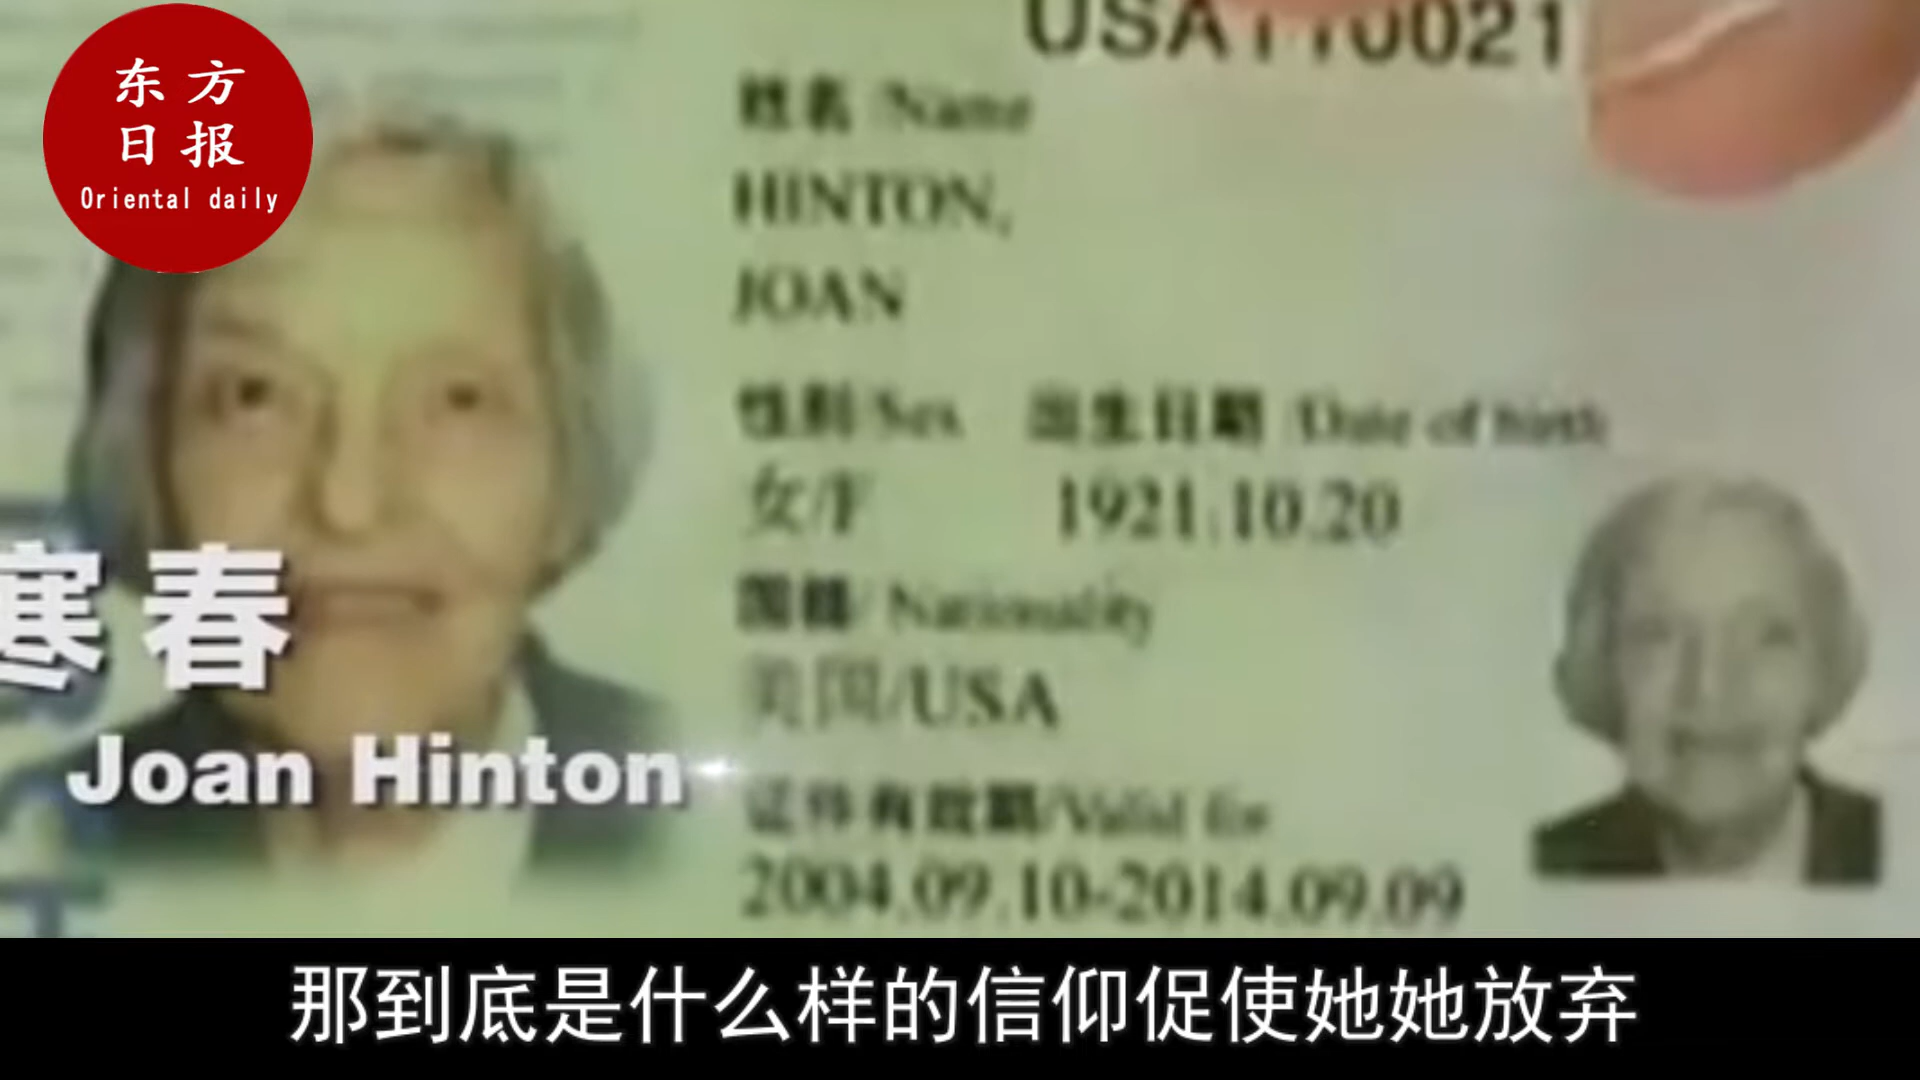 东方
日报
Oriental daily
USA110021
姓名/Name
HINTON,
JOAN
性别/Sex 出生日期/Date of birth
女/F 1921.10.20
国籍/Nationality
美国/USA
证件有效期/Valid for
2004.09.10-2014.09.09
寒春
Joan Hinton
那到底是什么样的信仰促使她她放弃